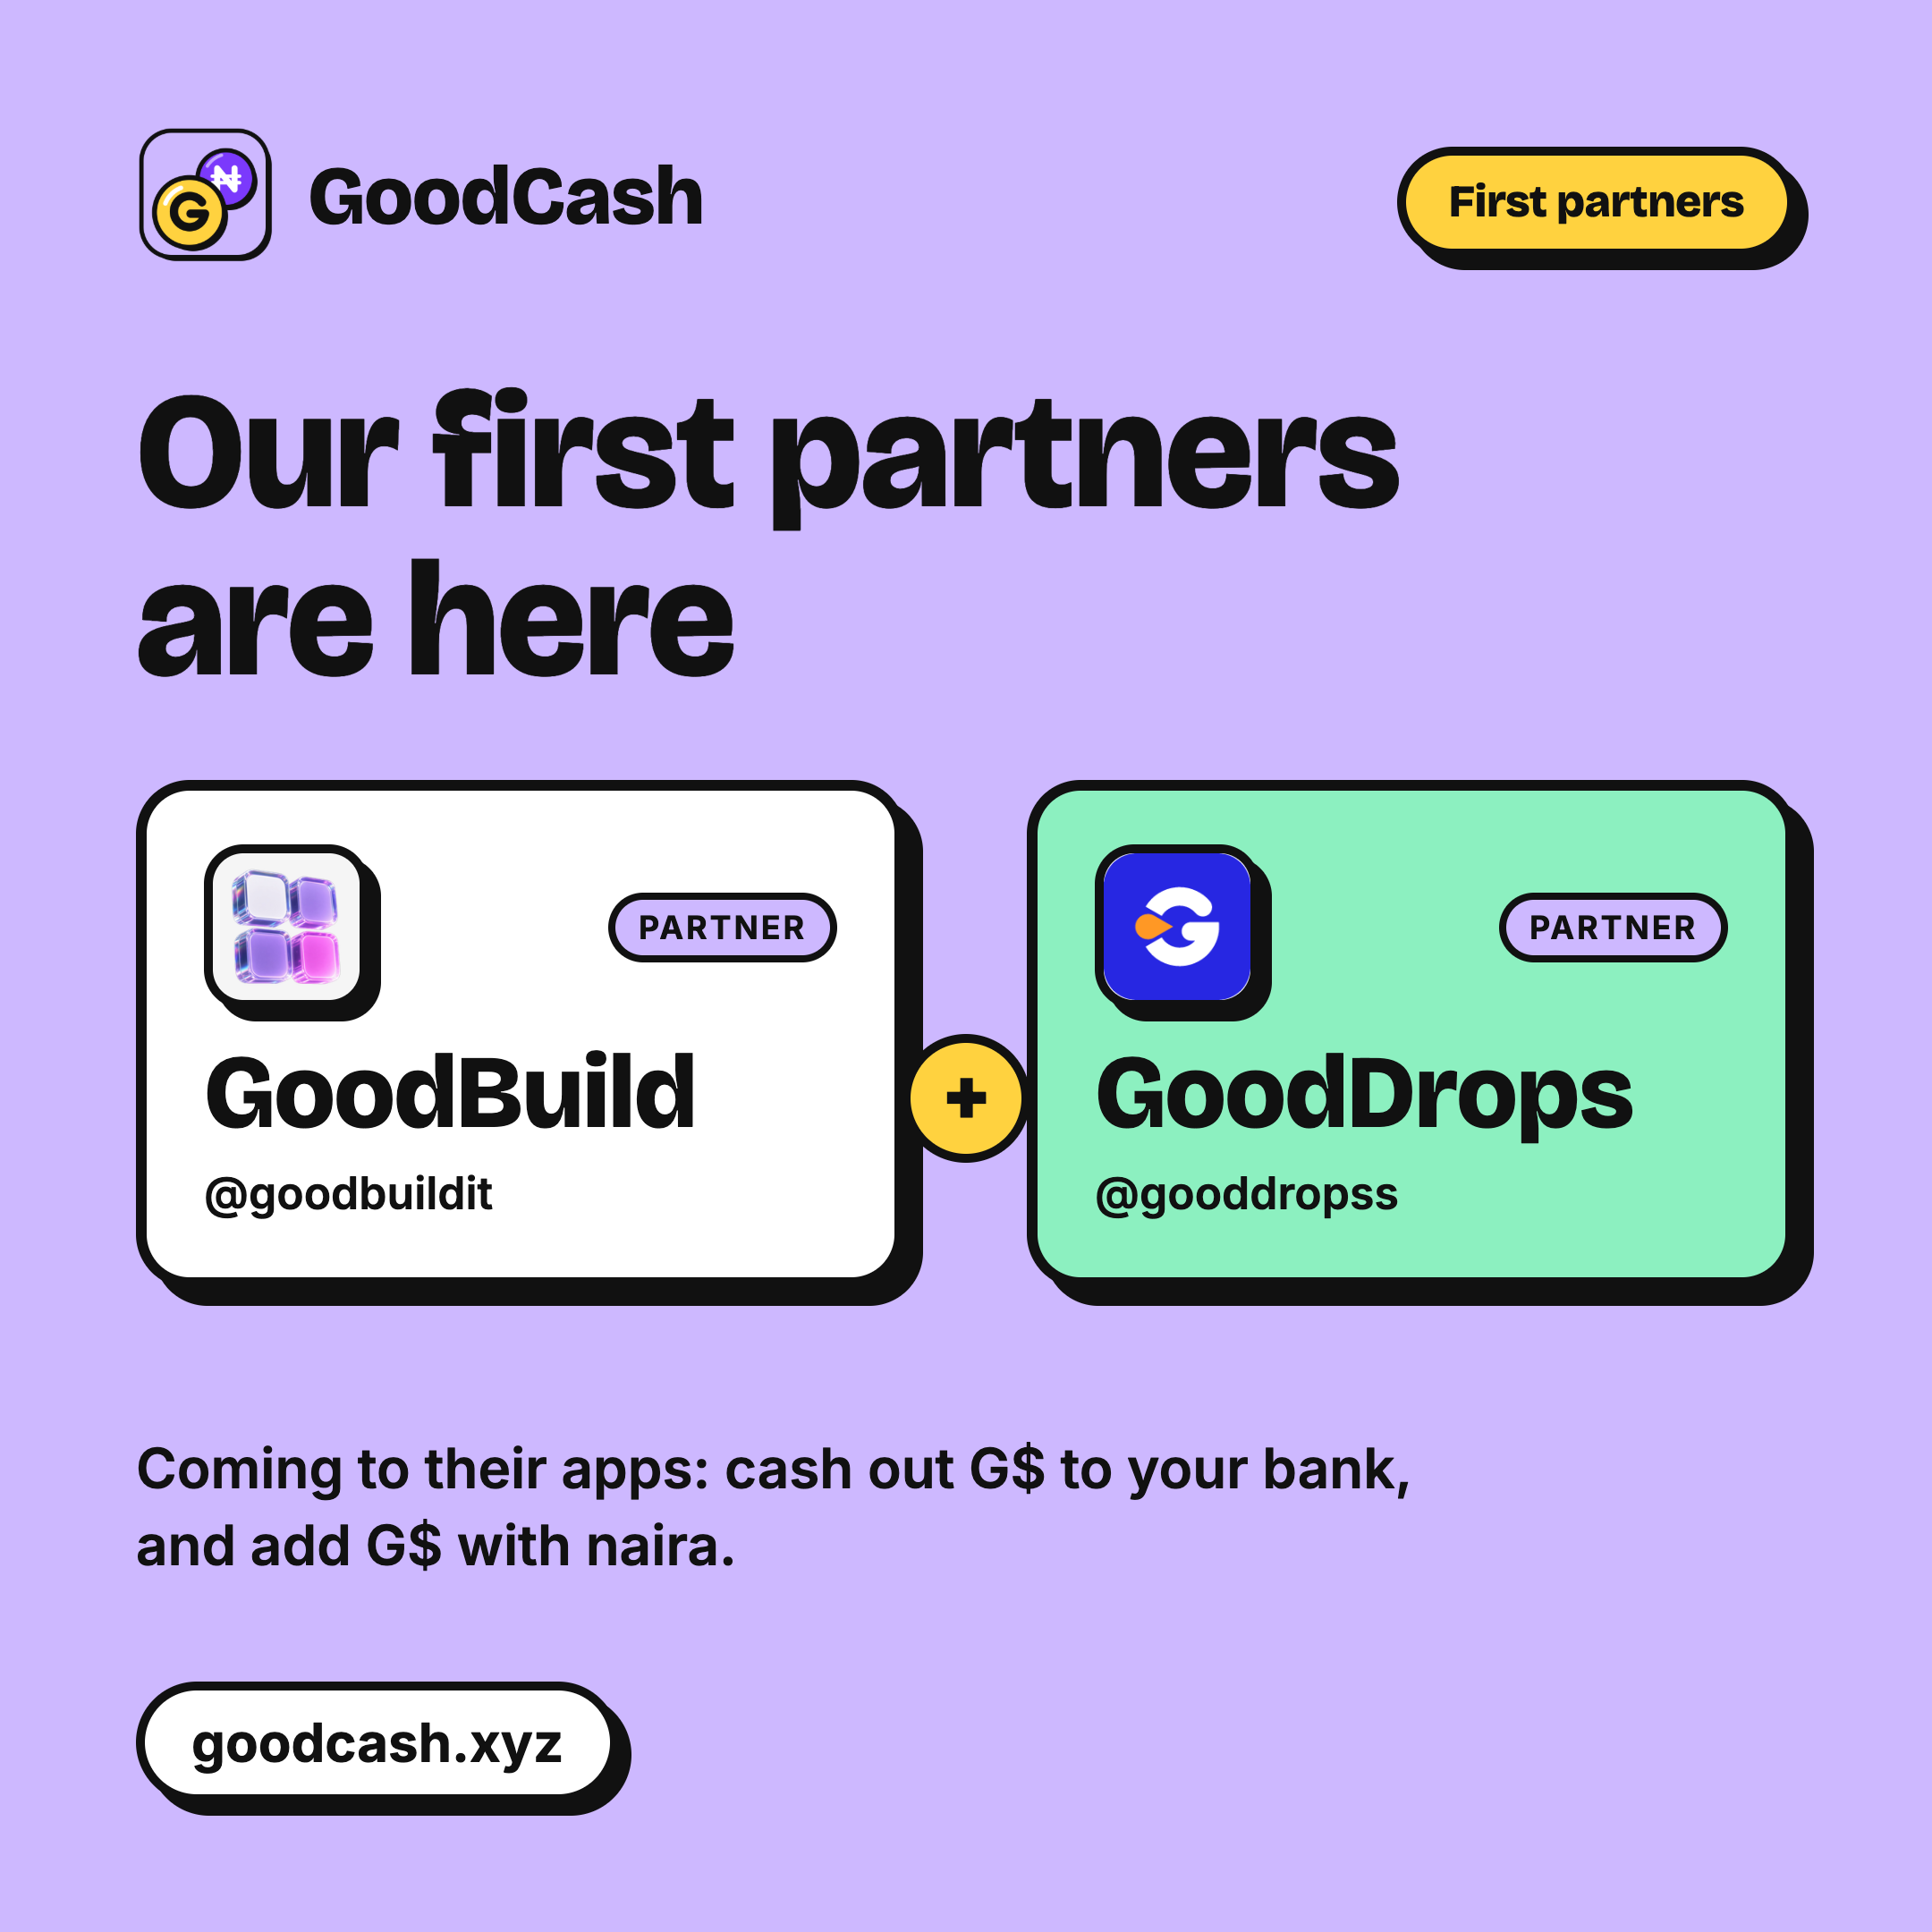 ₦
G
GoodCash
First partners
Our first partners
are here
PARTNER
GoodBuild
@goodbuildit
+
G
PARTNER
GoodDrops
@gooddropss
Coming to their apps: cash out G$ to your bank,
and add G$ with naira.
goodcash.xyz